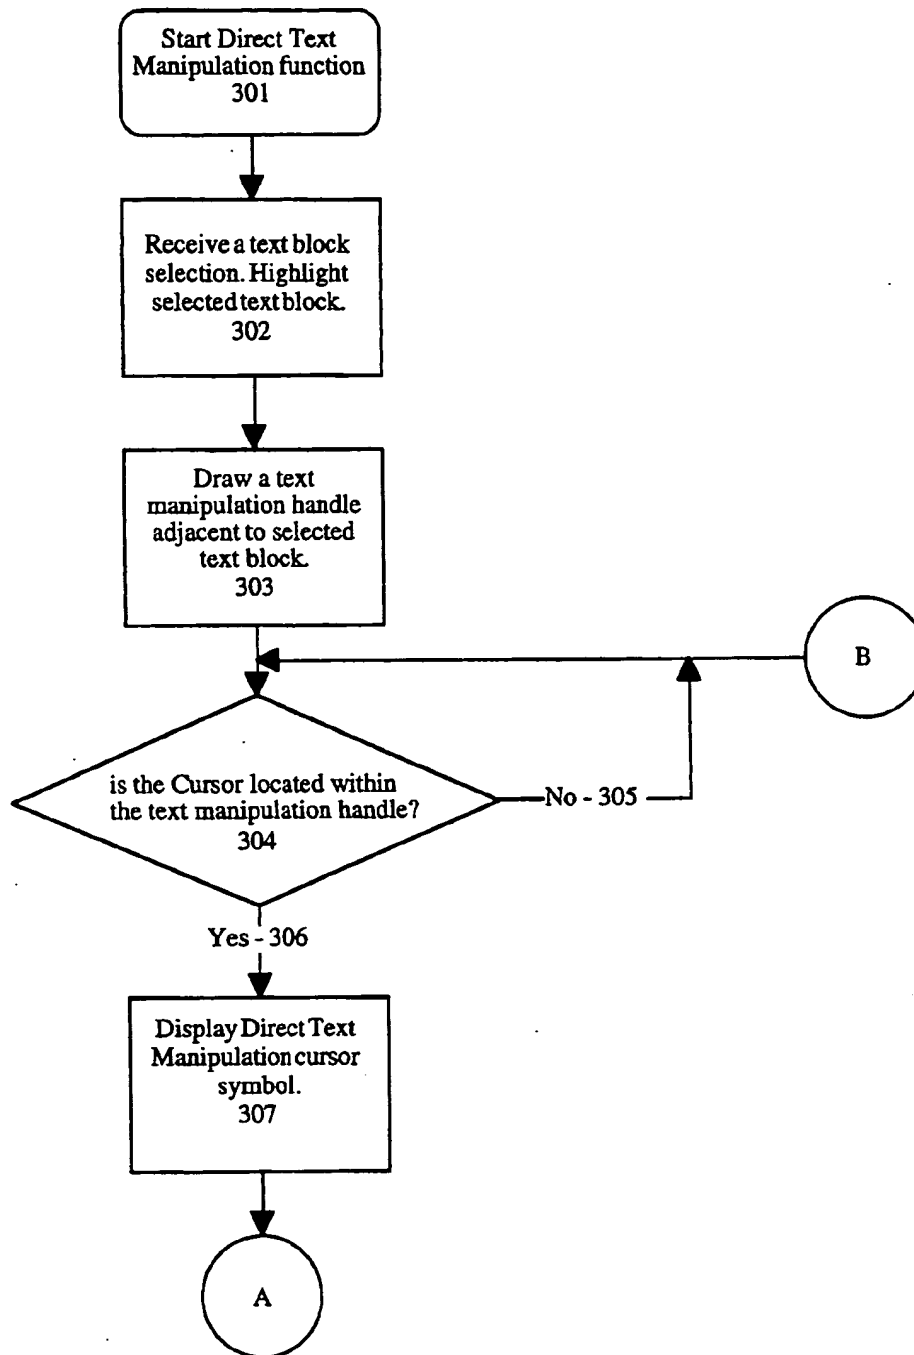 Start Direct Text
Manipulation function
301
Receive a text block
selection. Highlight
selected text block.
302
Draw a text
manipulation handle
adjacent to selected
text block.
303
B
is the Cursor located within
the text manipulation handle?
304
No - 305
Yes - 306
Display Direct Text
Manipulation cursor
symbol.
307
A